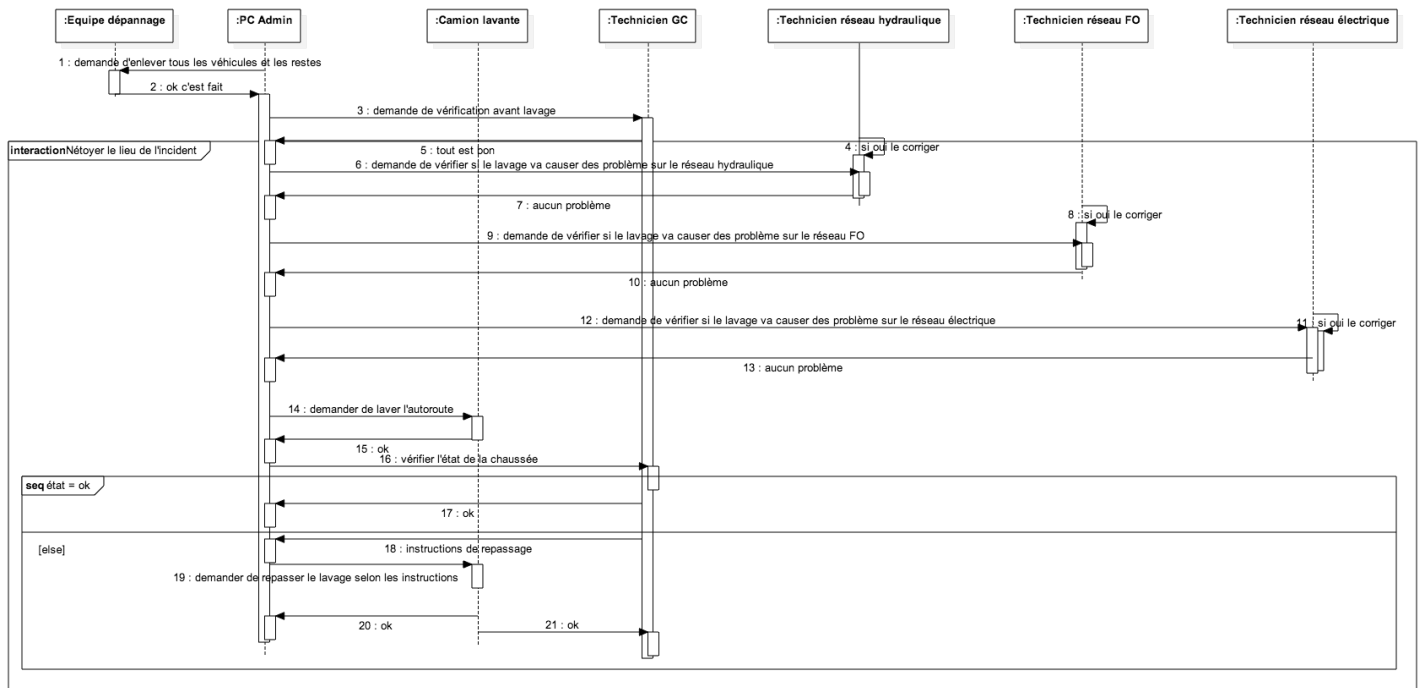 :Equipe dépannage
:PC Admin
:Camion lavante
:Technicien GC
:Technicien réseau hydraulique
:Technicien réseau FO
:Technicien réseau électrique
1 : demande d'enlever tous les véhicules et les restes
2 : ok c'est fait
3 : demande de vérification avant lavage
interactionNétoyer le lieu de l'incident
4 : si oui le corriger
5 : tout est bon
6 : demande de vérifier si le lavage va causer des problème sur le réseau hydraulique
7 : aucun problème
8 : si oui le corriger
9 : demande de vérifier si le lavage va causer des problème sur le réseau FO
10 : aucun problème
11 : si oui le corriger
12 : demande de vérifier si le lavage va causer des problème sur le réseau électrique
13 : aucun problème
14 : demander de laver l'autoroute
15 : ok
16 : vérifier l'état de la chaussée
seq état = ok
17 : ok
[else]
18 : instructions de repassage
19 : demander de repasser le lavage selon les instructions
20 : ok
21 : ok